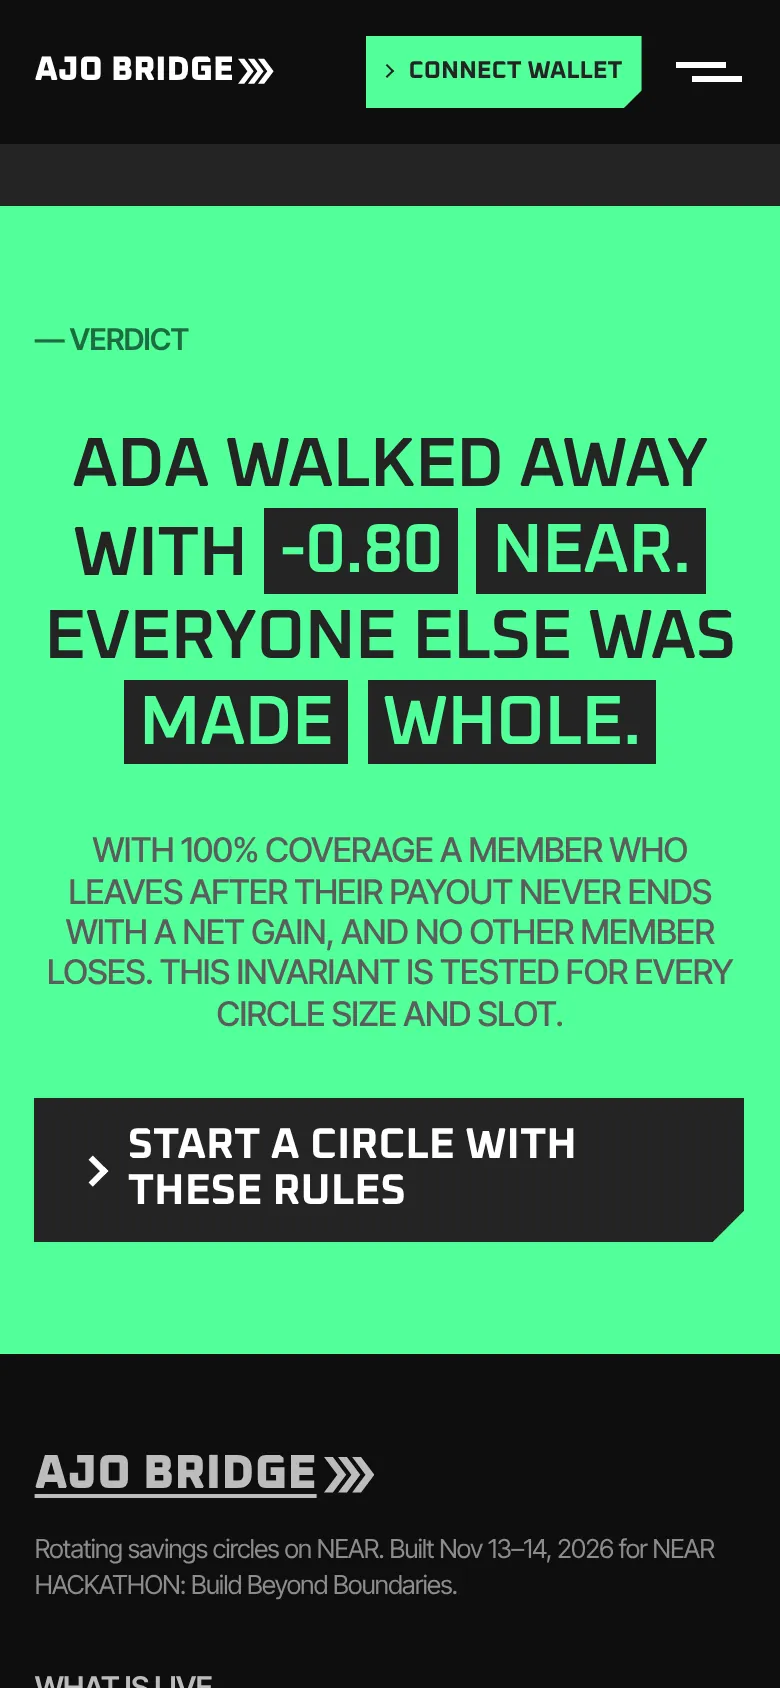 AJO BRIDGE
CONNECT WALLET
— VERDICT
ADA WALKED AWAY
WITH -0.80 NEAR.
EVERYONE ELSE WAS
MADE WHOLE.
WITH 100% COVERAGE A MEMBER WHO
LEAVES AFTER THEIR PAYOUT NEVER ENDS
WITH A NET GAIN, AND NO OTHER MEMBER
LOSES. THIS INVARIANT IS TESTED FOR EVERY
CIRCLE SIZE AND SLOT.
START A CIRCLE WITH
THESE RULES
AJO BRIDGE
Rotating savings circles on NEAR. Built Nov 13–14, 2026 for NEAR
HACKATHON: Build Beyond Boundaries.
WHAT IS LIVE